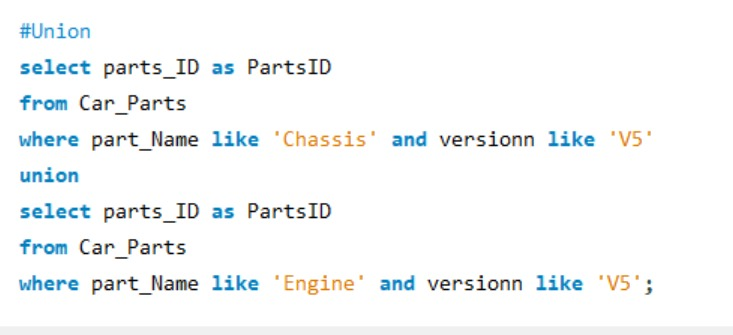 #Union
select parts_ID as PartsID
from Car_Parts
where part_Name like 'Chassis' and versionn like 'V5'
union
select parts_ID as PartsID
from Car_Parts
where part_Name like 'Engine' and versionn like 'V5';